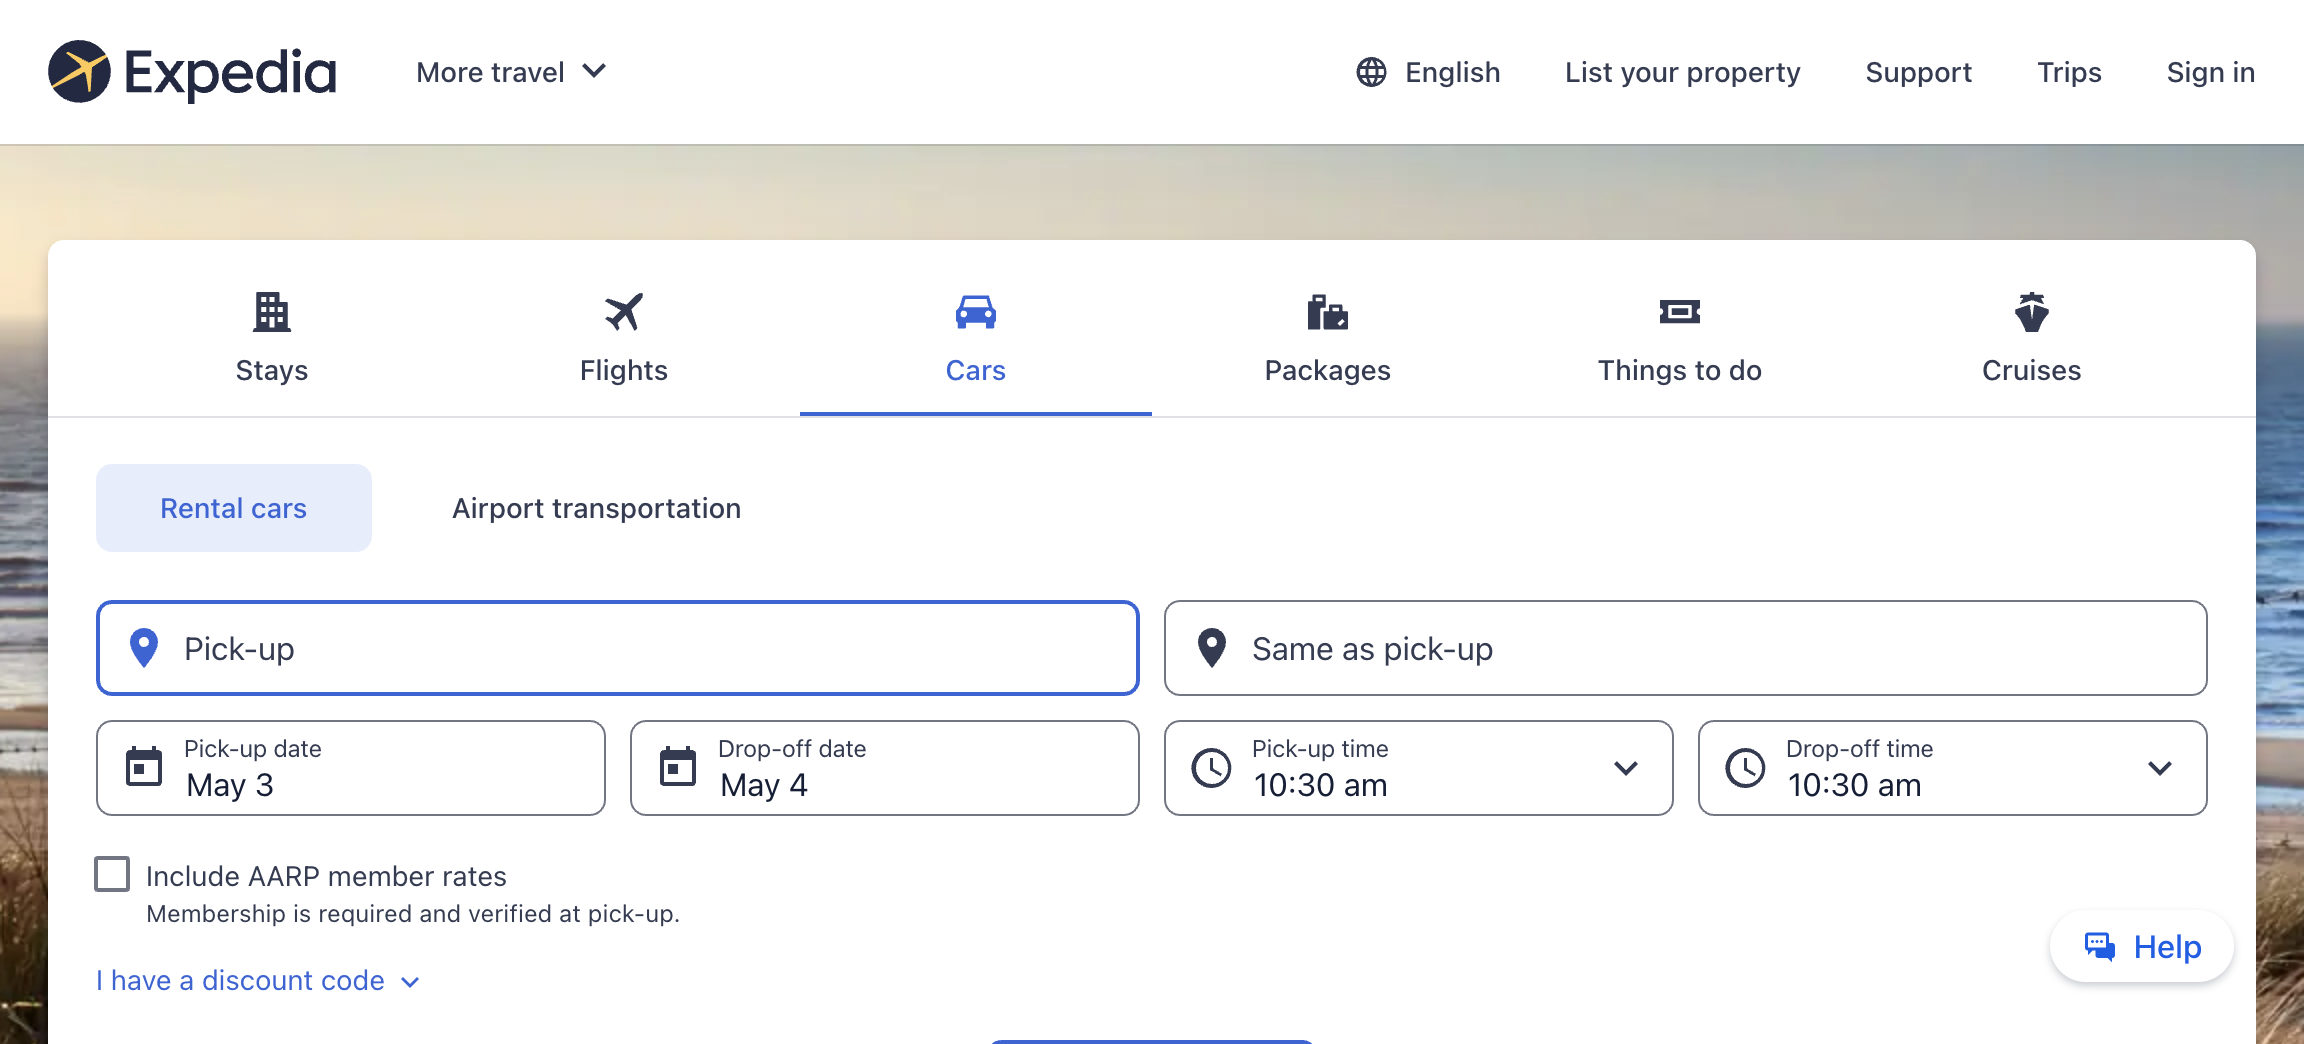 Expedia
More travel
English
List your property
Support
Trips
Sign in
Stays
Flights
Cars
Packages
Things to do
Cruises
Rental cars
Airport transportation
Pick-up
Same as pick-up
Pick-up date
May 3
Drop-off date
May 4
Pick-up time
10:30 am
Drop-off time
10:30 am
Include AARP member rates
Membership is required and verified at pick-up.
I have a discount code
Help